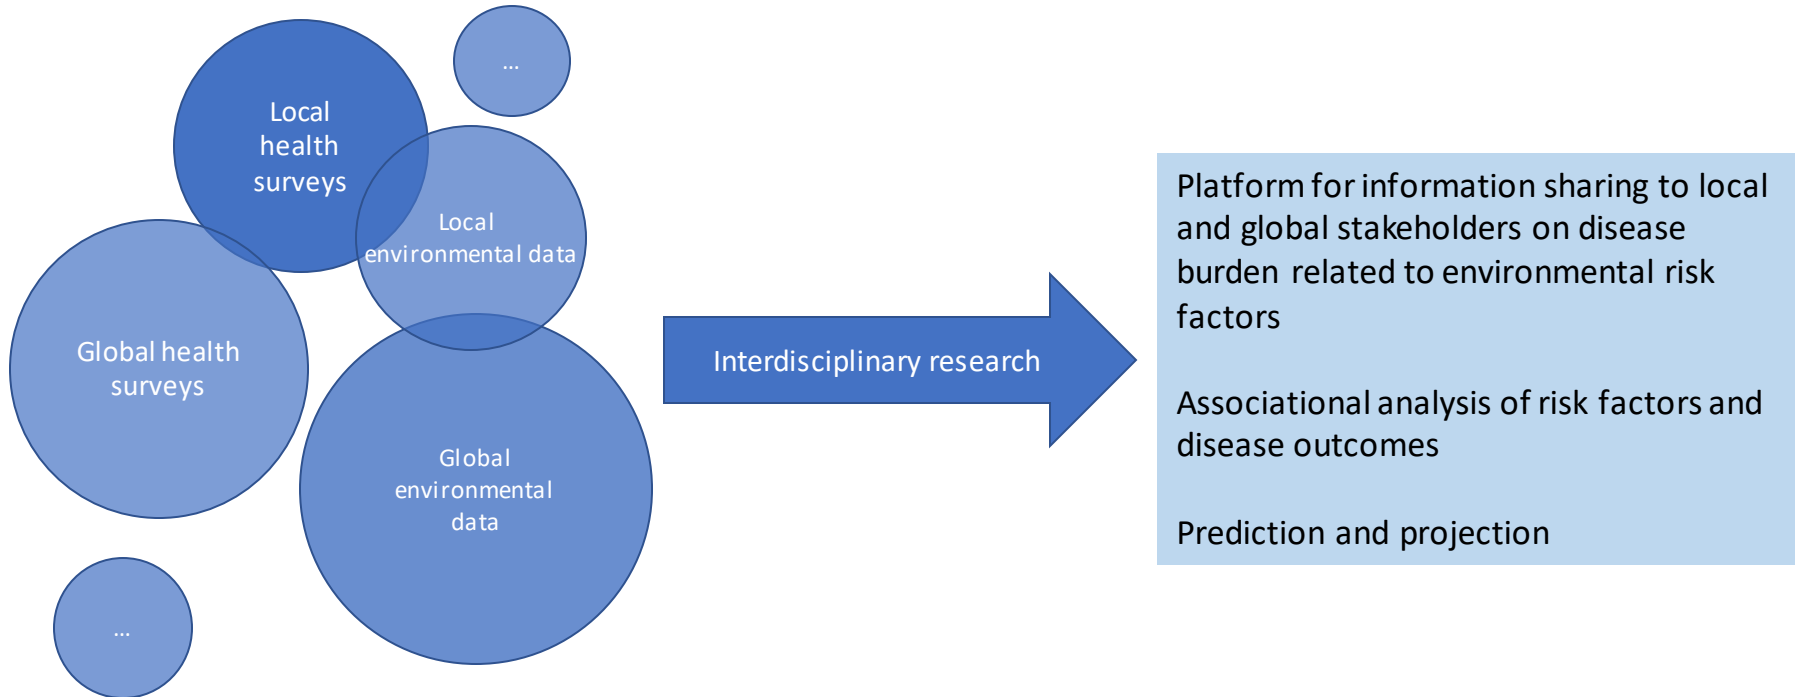 ...
Local
health
surveys
Local
environmental data
Global health
surveys
Global
environmental
data
...
Interdisciplinary research
Platform for information sharing to local
and global stakeholders on disease
burden related to environmental risk
factors
Associational analysis of risk factors and
disease outcomes
Prediction and projection